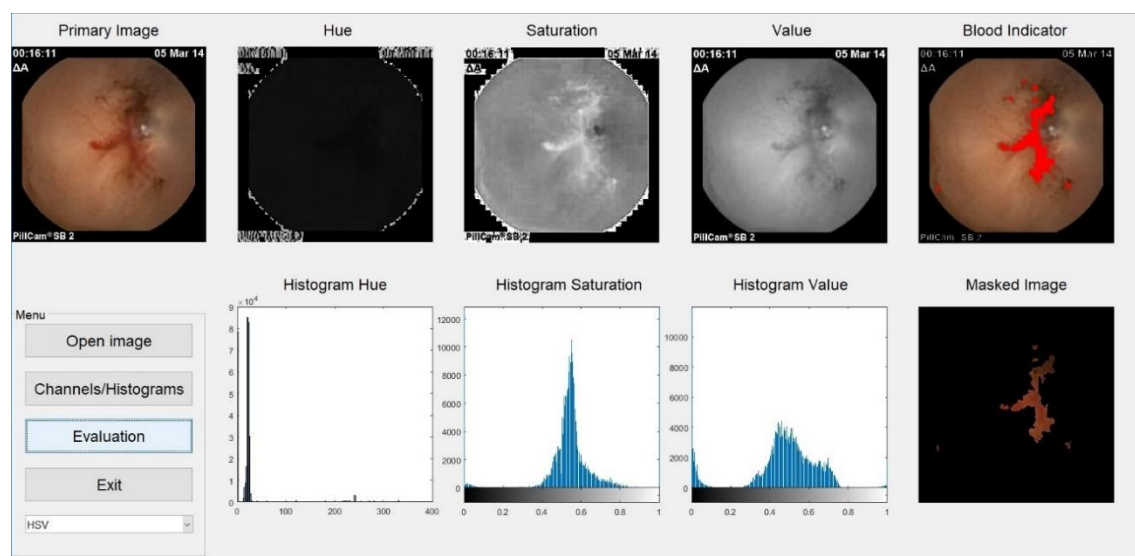 Primary Image
Hue
Saturation
Value
Blood Indicator
00:16:11 05 Mar 14
ΔA
PillCam®SB 2
00:16:11 05 Mar 14
ΔA
PillCam®SB 2
00:16:11 05 Mar 14
ΔA
PillCam®SB 2
00:16:11 05 Mar 14
ΔA
PillCam SB 2
Menu
Open image
Channels/Histograms
Evaluation
Exit
HSV
Histogram Hue
×10⁴
9
8
7
6
5
4
3
2
1
0
0 100 200 300 400
Histogram Saturation
12000
10000
8000
6000
4000
2000
0
0 0.2 0.4 0.6 0.8 1
Histogram Value
10000
8000
6000
4000
2000
0
0 0.2 0.4 0.6 0.8 1
Masked Image